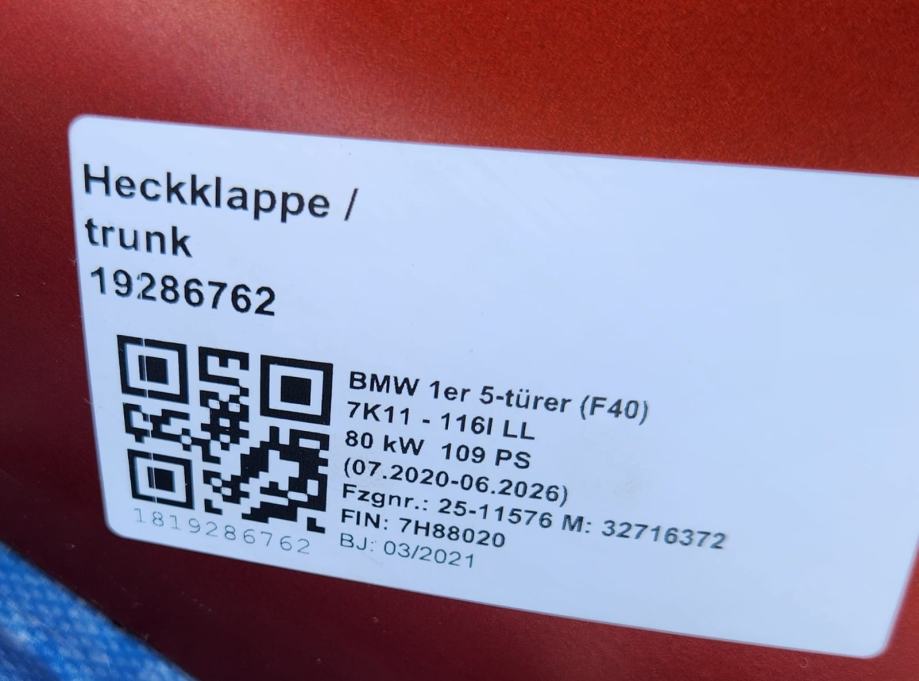 Heckklappe /
trunk
19286762
BMW 1er 5-türer (F40)
7K11 - 116I LL
80 kW 109 PS
(07.2020-06.2026)
Fzgnr.: 25-11576 M: 32716372
FIN: 7H88020
BJ: 03/2021
1819286762